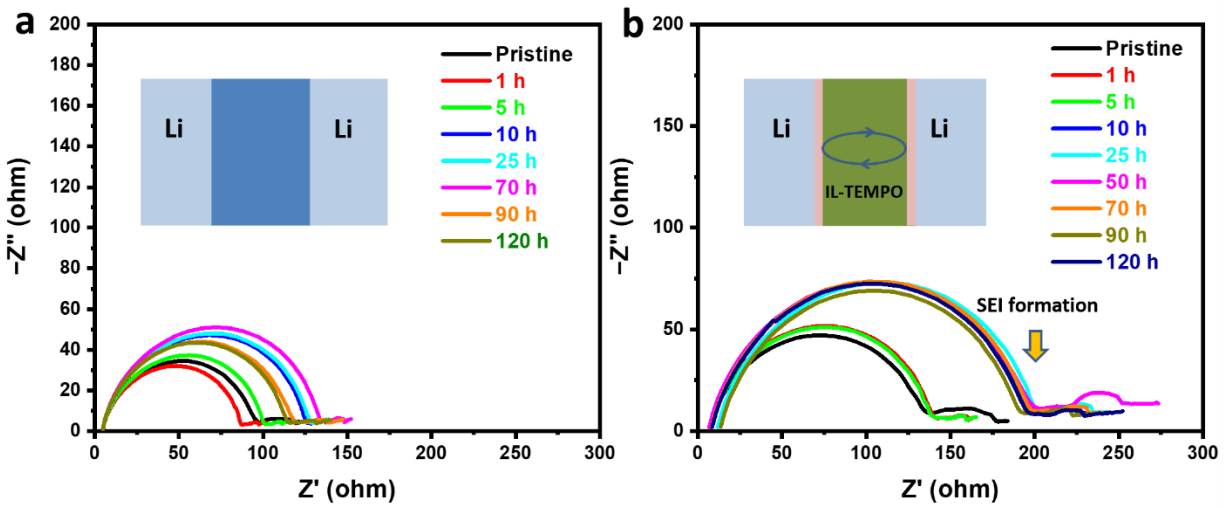 a
200
180
160
140
120
100
80
60
40
20
0
−Z'' (ohm)
0 50 100 150 200 250 300
Z' (ohm)
Li Li
Pristine
1 h
5 h
10 h
25 h
70 h
90 h
120 h
b
200
150
100
50
0
−Z'' (ohm)
0 50 100 150 200 250 300
Z' (ohm)
Li Li
IL-TEMPO
Pristine
1 h
5 h
10 h
25 h
50 h
70 h
90 h
120 h
SEI formation